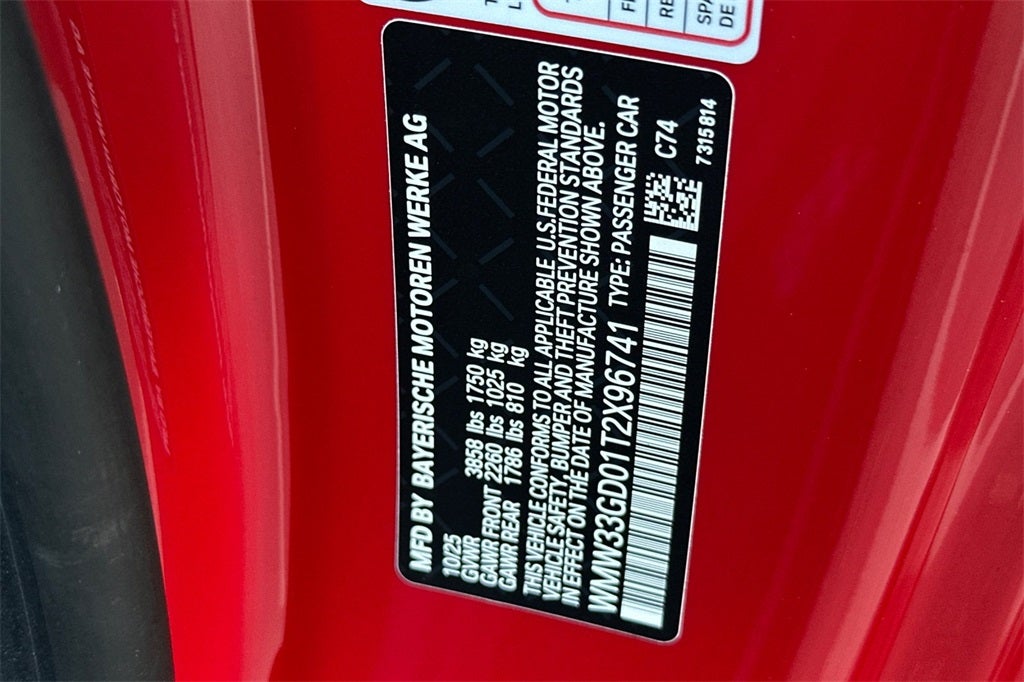 MFD BY BAYERISCHE MOTOREN WERKE AG
10/25
GVWR 3858 lbs 1750 kg
GAWR FRONT 2260 lbs 1025 kg
GAWR REAR 1786 lbs 810 kg
THIS VEHICLE CONFORMS TO ALL APPLICABLE U.S.FEDERAL MOTOR
VEHICLE SAFETY, BUMPER AND THEFT PREVENTION STANDARDS
IN EFFECT ON THE DATE OF MANUFACTURE SHOWN ABOVE.
WMW33GD01T2X96741 TYPE: PASSENGER CAR
C74
7315814